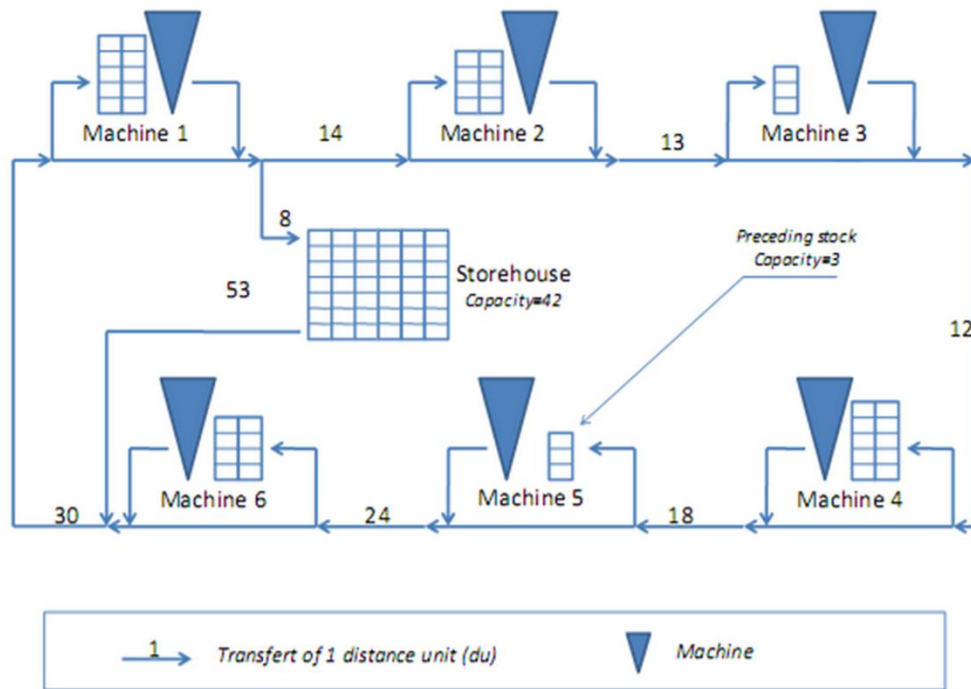 Machine 1
14
Machine 2
13
Machine 3
8
Preceding stock
Capacity=3
Storehouse
Capacity=42
53
12
Machine 6
Machine 5
Machine 4
30
24
18
1
Transfert of 1 distance unit (du)
Machine